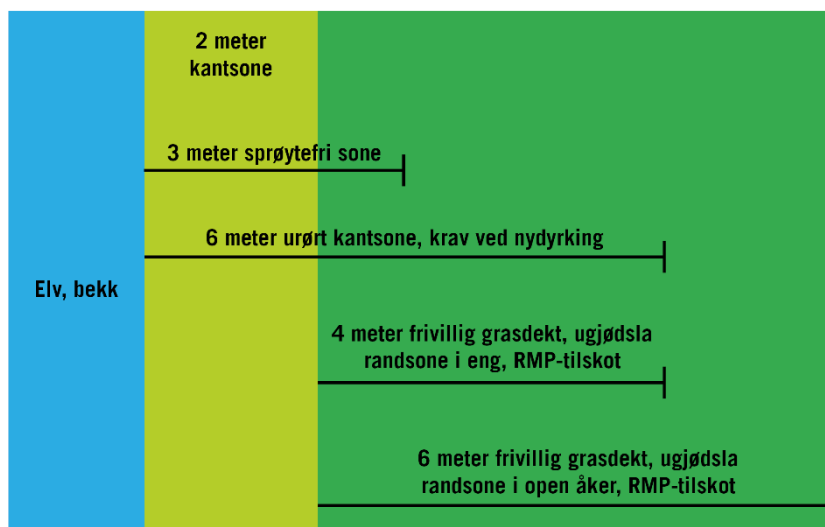 2 meter
kantsone
3 meter sprøytefri sone
6 meter urørt kantsone, krav ved nydyrking
Elv, bekk
4 meter frivillig grasdekt, ugjødsla
randsone i eng, RMP-tilskot
6 meter frivillig grasdekt, ugjødsla
randsone i open åker, RMP-tilskot